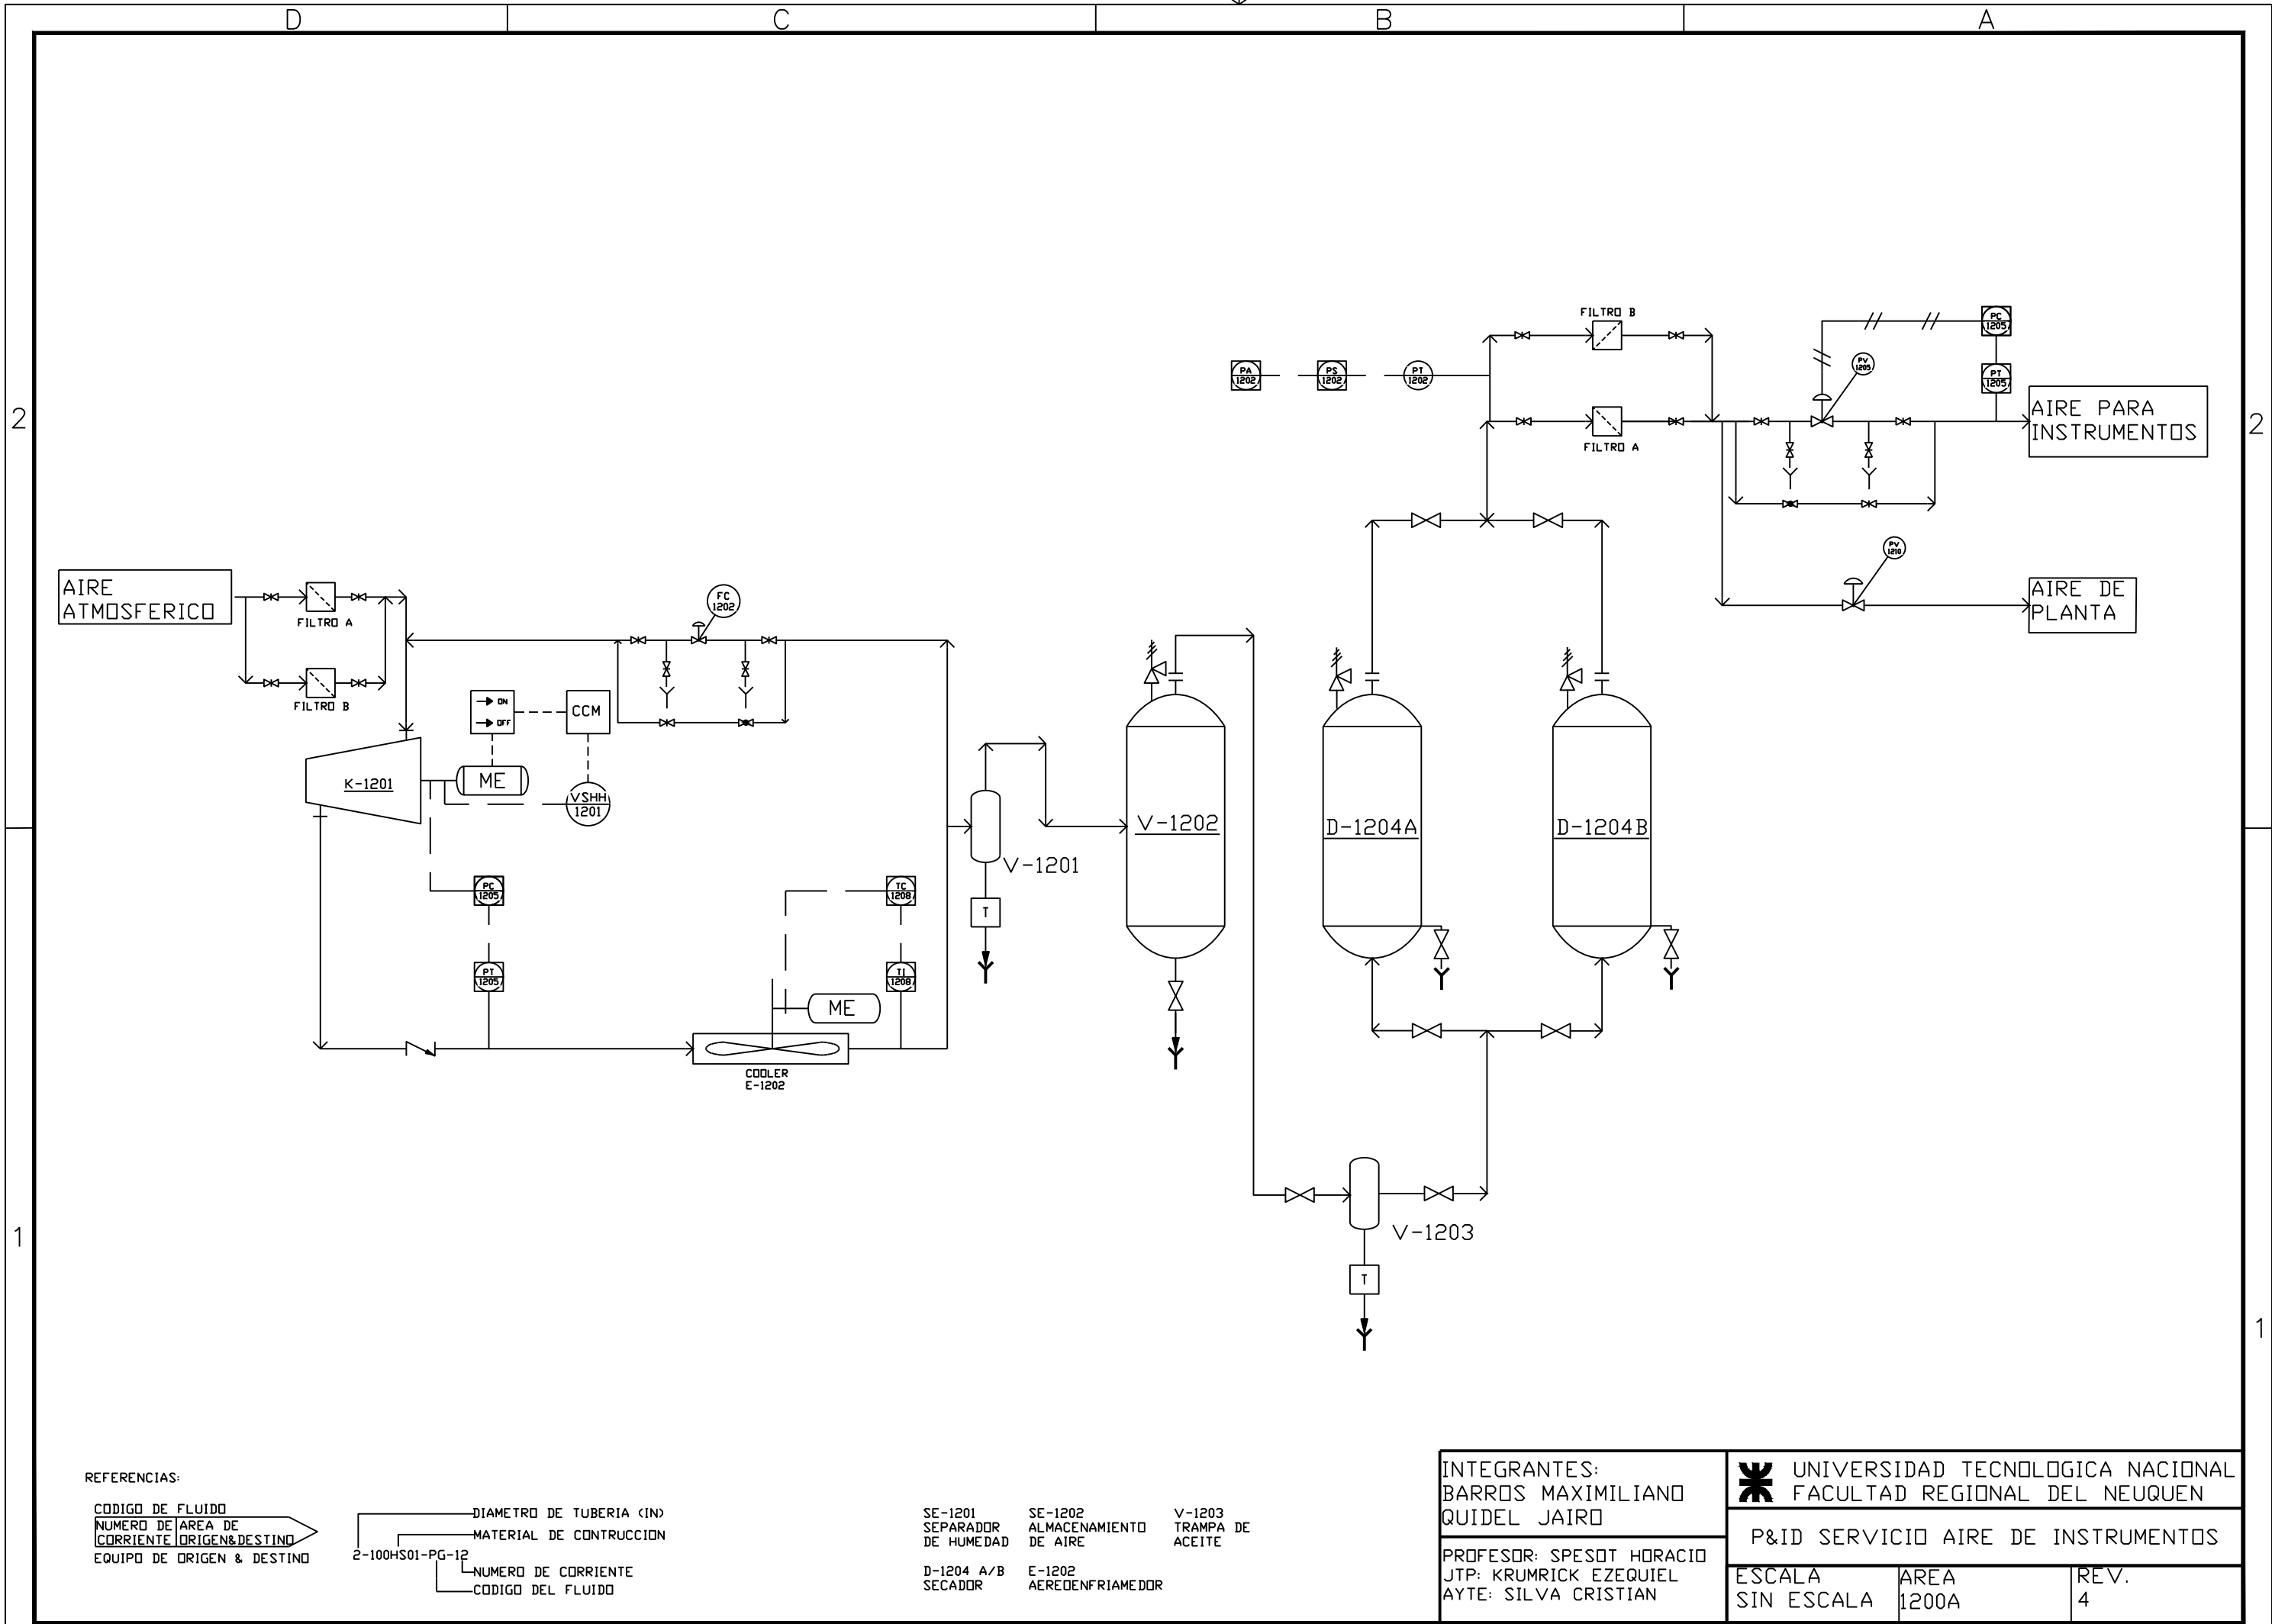 D
C
B
A
2
2
1
1
FILTRO B
FILTRO A
PA
1202
PS
1202
PT
1202
PC
1205
PT
1205
PV
1205
AIRE PARA
INSTRUMENTOS
PV
1210
AIRE DE
PLANTA
AIRE
ATMOSFERICO
FILTRO A
FILTRO B
FC
1202
ON
OFF
CCM
K-1201
ME
VSHH
1201
PC
1205
PT
1205
TC
1208
TI
1208
ME
COOLER
E-1202
V-1201
T
V-1202
D-1204A
D-1204B
V-1203
T
REFERENCIAS:
CODIGO DE FLUIDO
NUMERO DE
CORRIENTE
AREA DE
ORIGEN&DESTINO
EQUIPO DE ORIGEN & DESTINO
DIAMETRO DE TUBERIA (IN)
MATERIAL DE CONTRUCCION
2-100HS01-PG-12
NUMERO DE CORRIENTE
CODIGO DEL FLUIDO
SE-1201
SEPARADOR
DE HUMEDAD
SE-1202
ALMACENAMIENTO
DE AIRE
V-1203
TRAMPA DE
ACEITE
D-1204 A/B
SECADOR
E-1202
AEREOENFRIAMEDOR
INTEGRANTES:
BARROS MAXIMILIANO
QUIDEL JAIRO
PROFESOR: SPESOT HORACIO
JTP: KRUMRICK EZEQUIEL
AYTE: SILVA CRISTIAN
UNIVERSIDAD TECNOLOGICA NACIONAL
FACULTAD REGIONAL DEL NEUQUEN
P&ID SERVICIO AIRE DE INSTRUMENTOS
ESCALA
SIN ESCALA
AREA
1200A
REV.
4